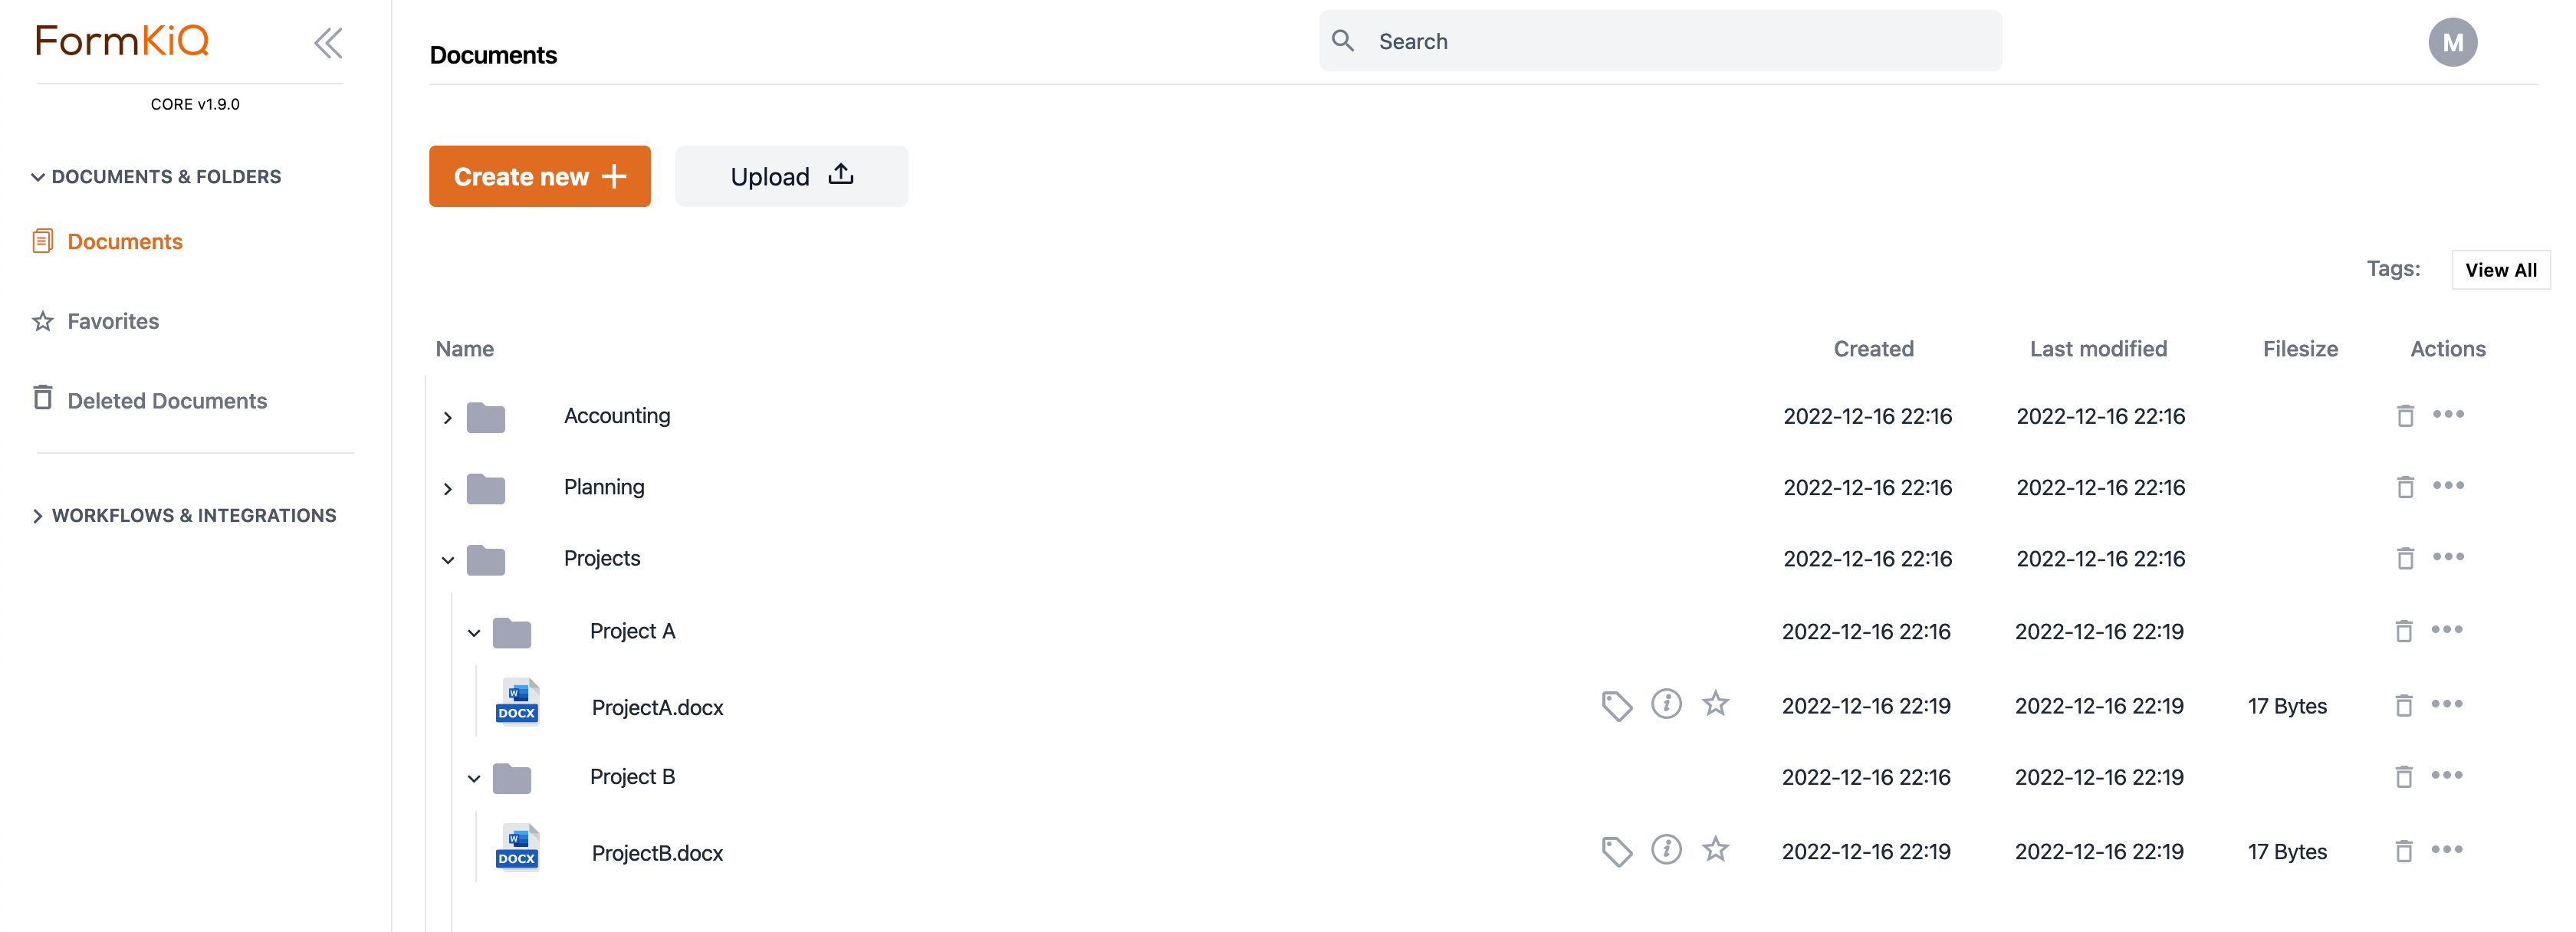 FormKiQ
CORE v1.9.0
DOCUMENTS & FOLDERS
Documents
Favorites
Deleted Documents
WORKFLOWS & INTEGRATIONS
Documents
Search
M
Create new
Upload
Tags: View All
Name Created Last modified Filesize Actions
Accounting 2022-12-16 22:16 2022-12-16 22:16
Planning 2022-12-16 22:16 2022-12-16 22:16
Projects 2022-12-16 22:16 2022-12-16 22:16
Project A 2022-12-16 22:16 2022-12-16 22:19
W
DOCX ProjectA.docx 2022-12-16 22:19 2022-12-16 22:19 17 Bytes
Project B 2022-12-16 22:16 2022-12-16 22:19
W
DOCX ProjectB.docx 2022-12-16 22:19 2022-12-16 22:19 17 Bytes